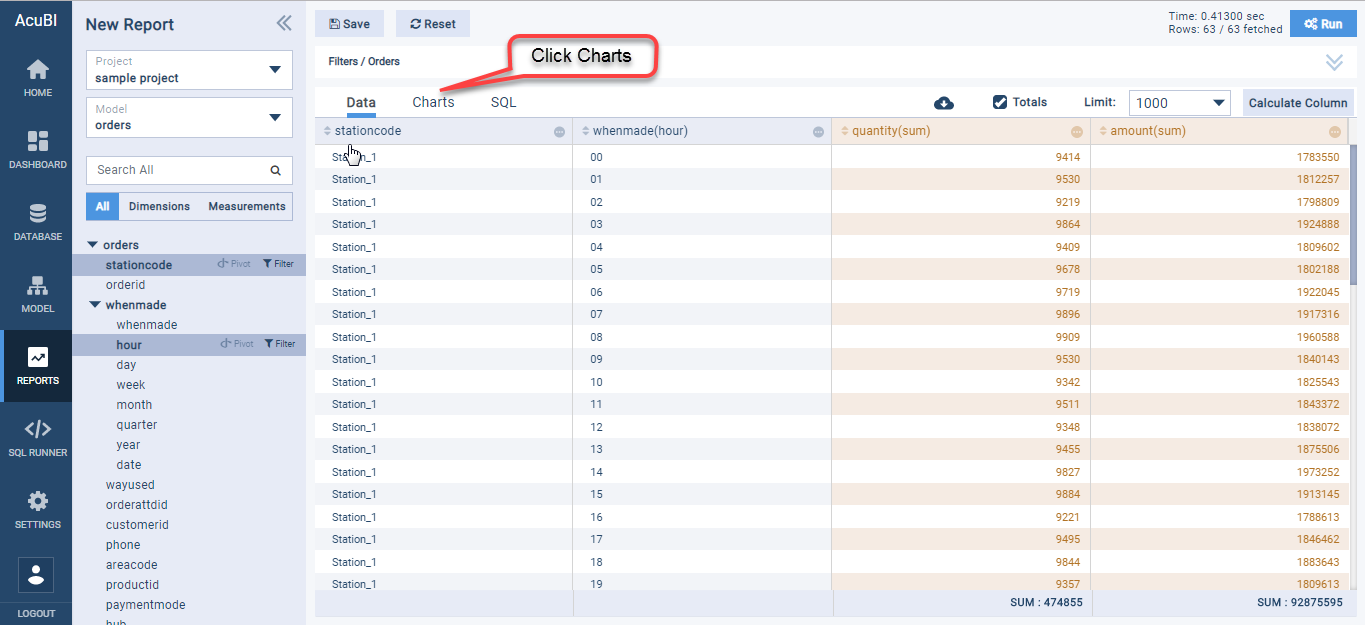 AcuBI
HOME
DASHBOARD
DATABASE
MODEL
REPORTS
SQL RUNNER
SETTINGS
LOGOUT
New Report
Project
sample project
Model
orders
Search All
All Dimensions Measurements
orders
stationcode Pivot Filter
orderid
whenmade
whenmade
hour Pivot Filter
day
week
month
quarter
year
date
wayused
orderattdid
customerid
phone
areacode
productid
paymentmode
hub
Save Reset
Time: 0.41300 sec
Rows: 63 / 63 fetched
Run
Filters / Orders
Click Charts
Data Charts SQL
Totals Limit: 1000 Calculate Column
stationcode whenmade(hour) quantity(sum) amount(sum)
Station_1 00 9414 1783550
Station_1 01 9530 1812257
Station_1 02 9219 1798809
Station_1 03 9864 1924888
Station_1 04 9409 1809602
Station_1 05 9678 1802188
Station_1 06 9719 1922045
Station_1 07 9896 1917316
Station_1 08 9909 1960588
Station_1 09 9530 1840143
Station_1 10 9342 1825543
Station_1 11 9511 1843372
Station_1 12 9348 1838072
Station_1 13 9455 1875506
Station_1 14 9827 1973252
Station_1 15 9884 1913145
Station_1 16 9221 1788613
Station_1 17 9495 1846462
Station_1 18 9844 1883643
Station_1 19 9357 1809613
SUM : 474855 SUM : 92875595